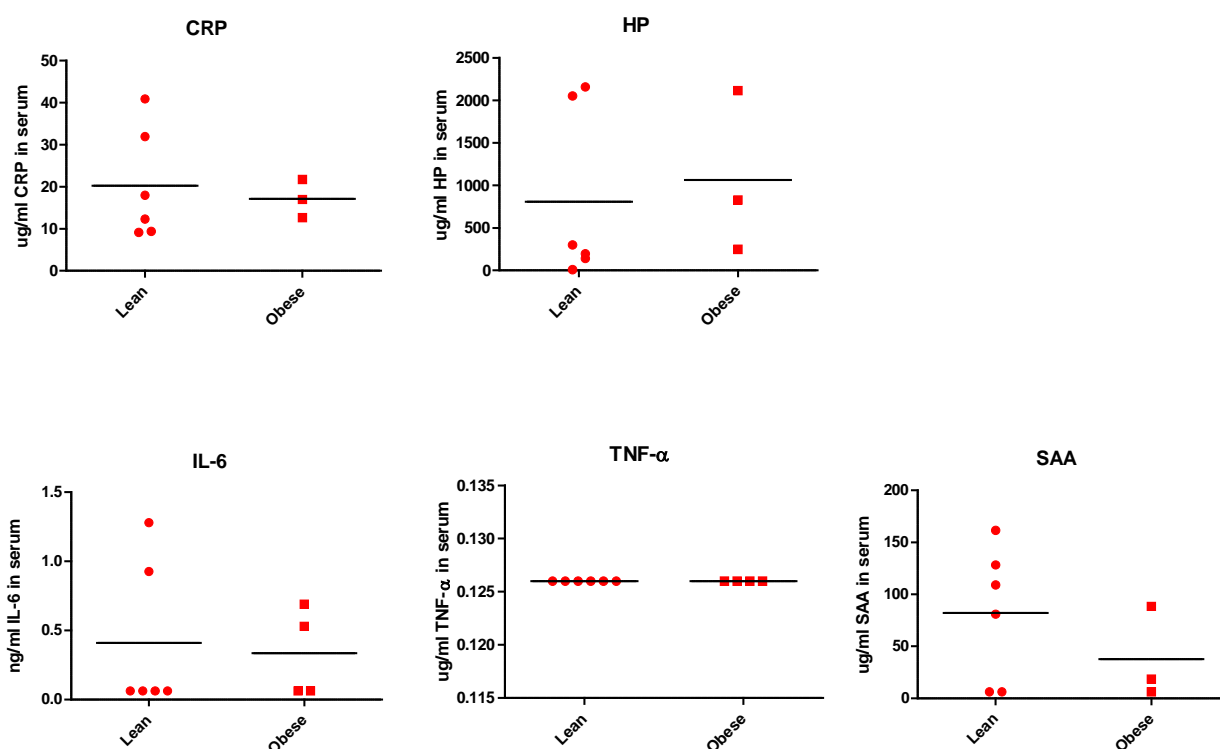 CRP
ug/ml CRP in serum
50
40
30
20
10
0
Lean
Obese
HP
ug/ml HP in serum
2500
2000
1500
1000
500
0
Lean
Obese
IL-6
ng/ml IL-6 in serum
1.5
1.0
0.5
0.0
Lean
Obese
TNF-α
ug/ml TNF-α in serum
0.135
0.130
0.125
0.120
0.115
Lean
Obese
SAA
ug/ml SAA in serum
200
150
100
50
0
Lean
Obese